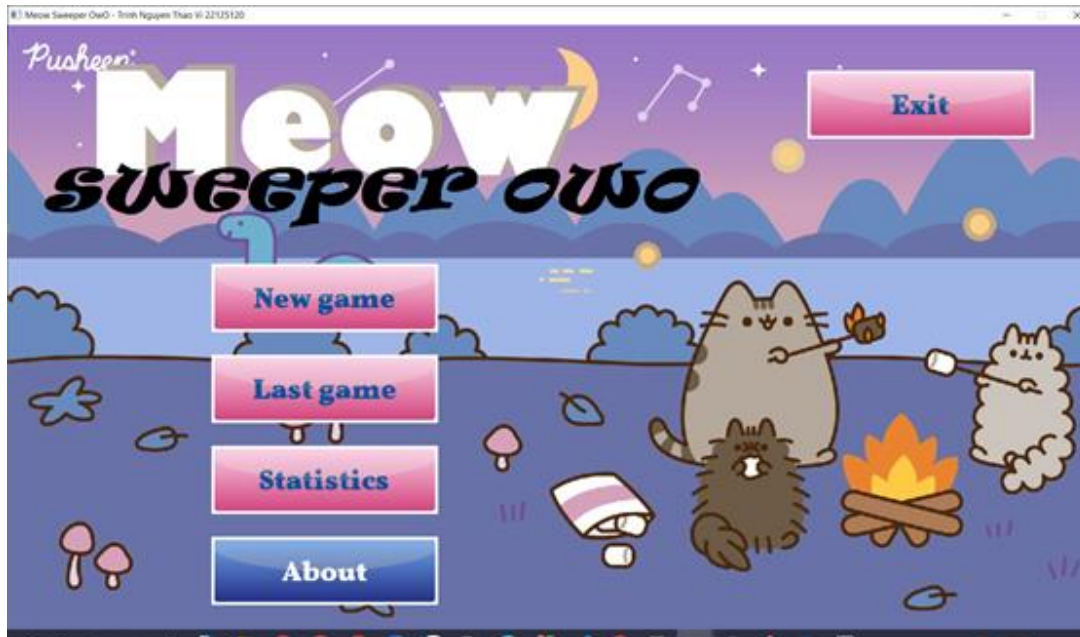 Meow Sweeper OwO - Trinh Nguyen Thao Vi 22125120
Pusheen
Meow
sweeper owo
Exit
New game
Last game
Statistics
About